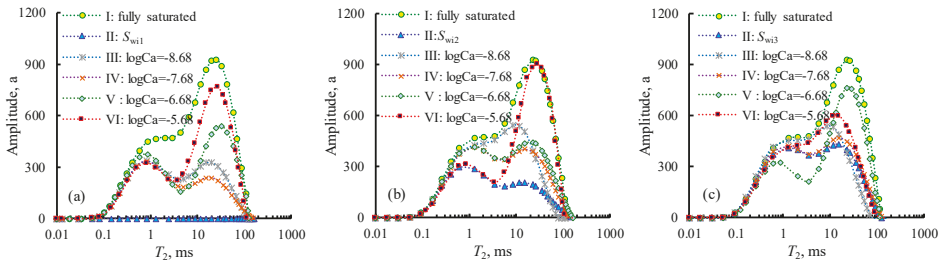 1200
900
600
300
0
Amplitude, a
I: fully saturated
II: Swi1
III: logCa=-8.68
IV: logCa=-7.68
V : logCa=-6.68
VI: logCa=-5.68
(a)
0.01 0.1 1 10 100 1000
T2, ms
1200
900
600
300
0
Amplitude, a
I: fully saturated
II:Swi2
III: logCa=-8.68
IV: logCa=-7.68
V : logCa=-6.68
VI: logCa=-5.68
(b)
0.01 0.1 1 10 100 1000
T2, ms
1200
900
600
300
0
Amplitude, a
I: fully saturated
II: Swi3
III: logCa=-8.68
IV: logCa=-7.68
V : logCa=-6.68
VI: logCa=-5.68
(c)
0.01 0.1 1 10 100 1000
T2, ms